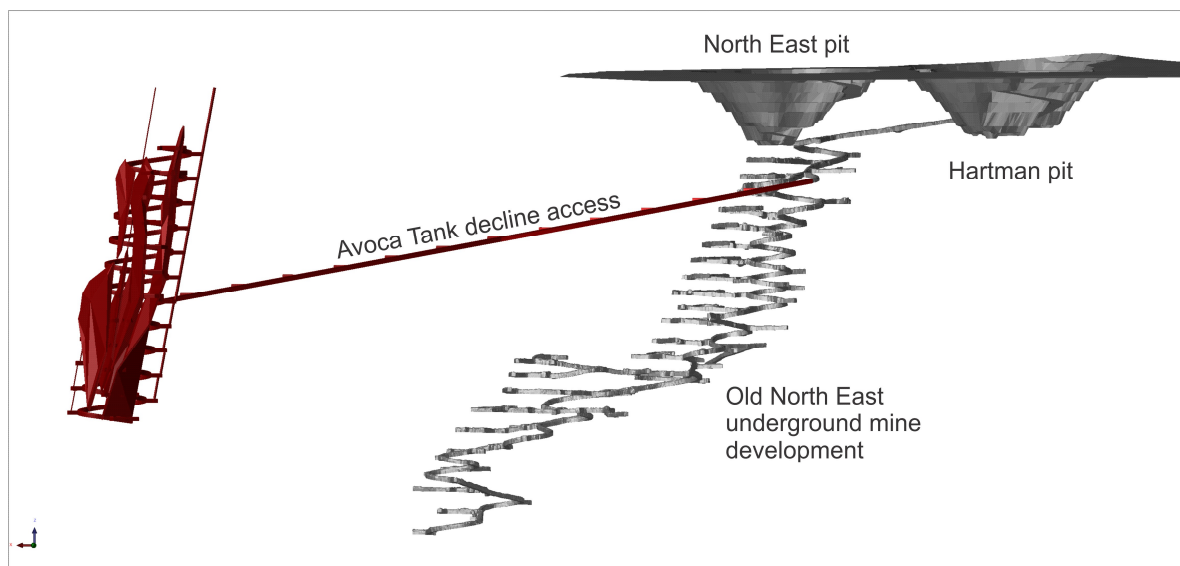 North East pit
Hartman pit
Avoca Tank decline access
Old North East
underground mine
development